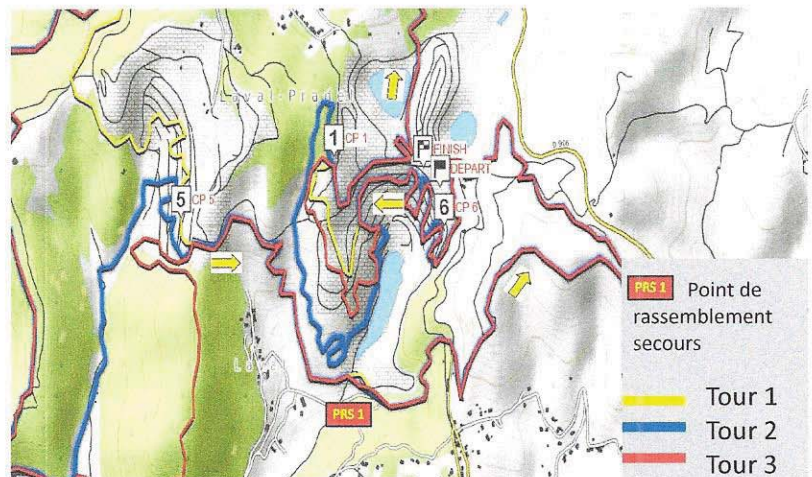 Laval-Pradel
D 906
1 CP 1
FINISH
DEPART
5 CP 5
6 CP 6
PRS 1
PRS 1 Point de
rassemblement
secours
Tour 1
Tour 2
Tour 3